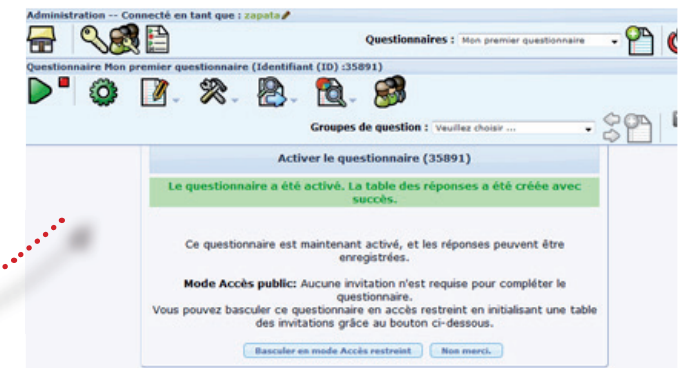 Administration -- Connecté en tant que : zapata
Questionnaires : Mon premier questionnaire
Questionnaire Mon premier questionnaire (Identifiant (ID) :35891)
Groupes de question : Veuillez choisir ...
Activer le questionnaire (35891)
Le questionnaire a été activé. La table des réponses a été créée avec
succès.
Ce questionnaire est maintenant activé, et les réponses peuvent être
enregistrées.
Mode Accès public: Aucune invitation n'est requise pour compléter le
questionnaire.
Vous pouvez basculer ce questionnaire en accès restreint en initialisant une table
des invitations grâce au bouton ci-dessous.
Basculer en mode Accès restreint Non merci.